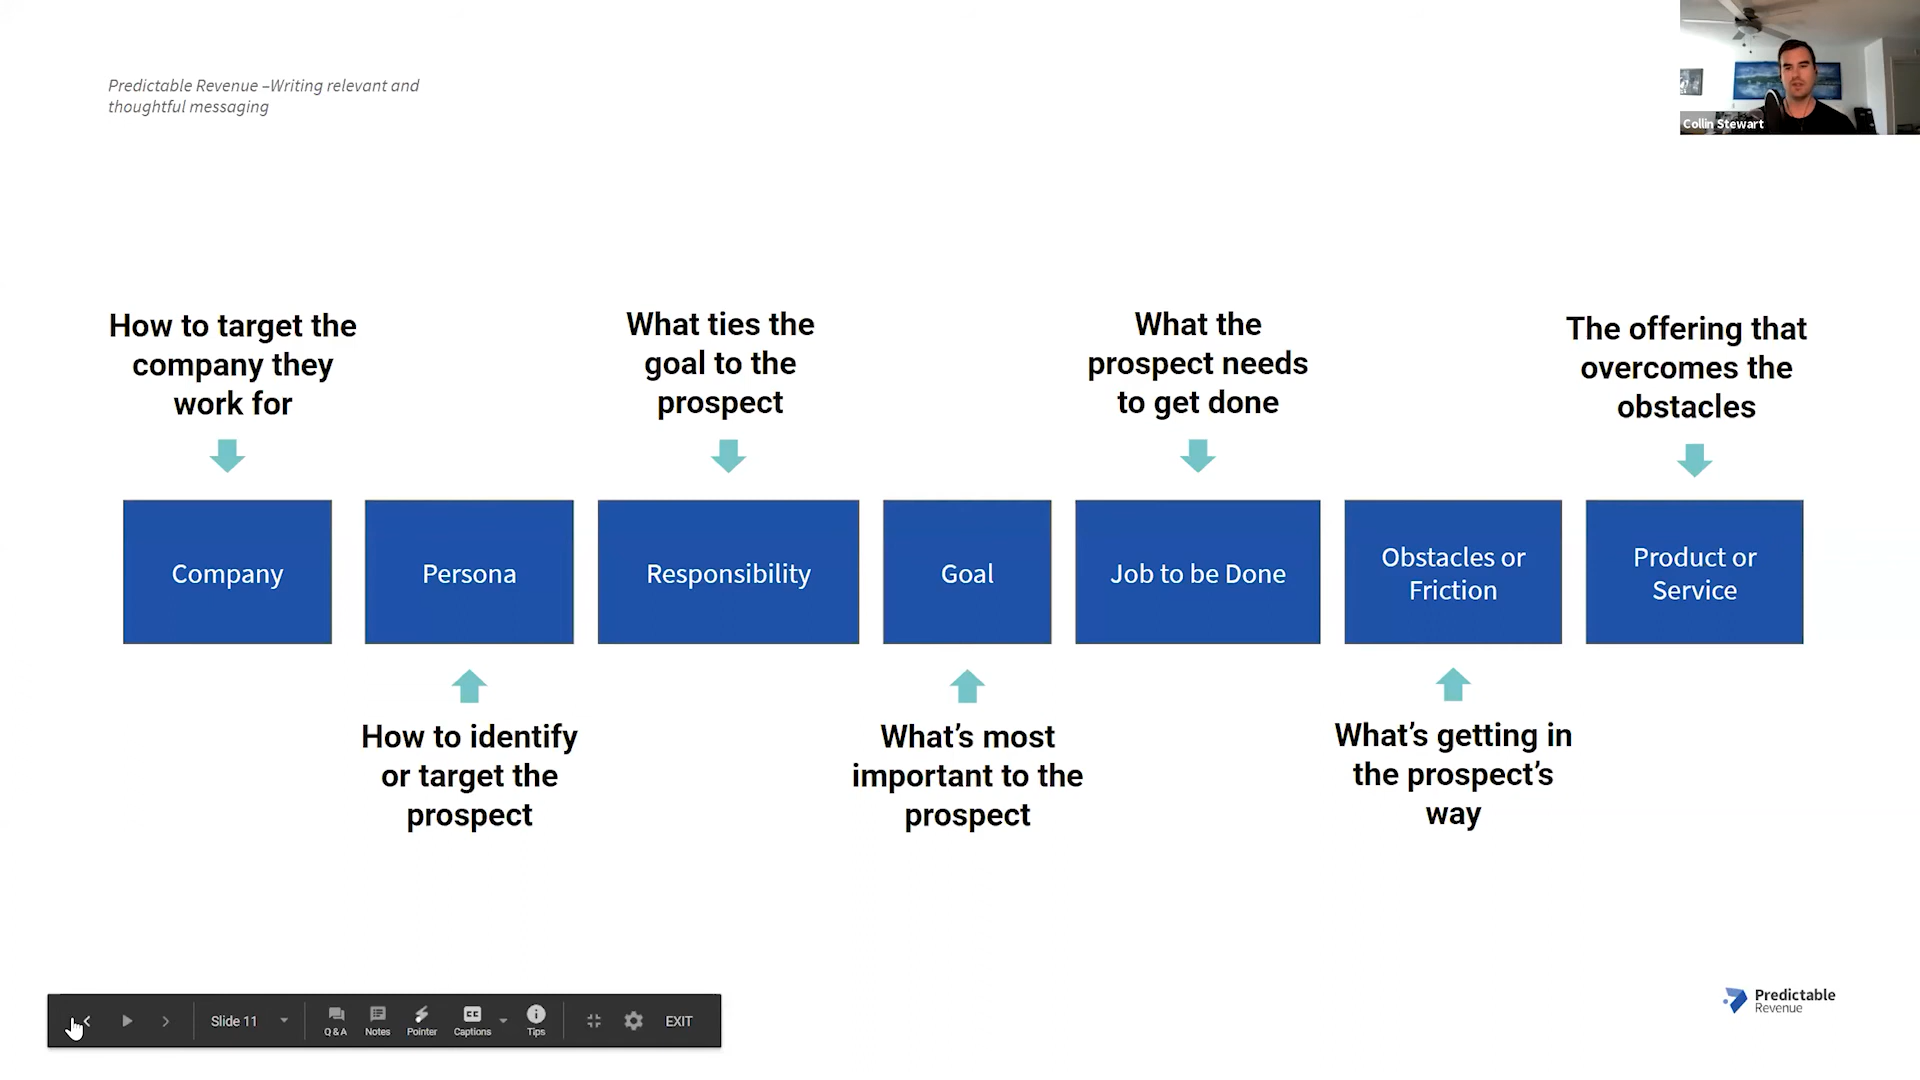 Predictable Revenue –Writing relevant and
thoughtful messaging
Collin Stewart
How to target the
company they
work for
What ties the
goal to the
prospect
What the
prospect needs
to get done
The offering that
overcomes the
obstacles
Company
Persona
Responsibility
Goal
Job to be Done
Obstacles or
Friction
Product or
Service
How to identify
or target the
prospect
What's most
important to the
prospect
What's getting in
the prospect's
way
Slide 11
Q & A
Notes
Pointer
CC
Captions
Tips
EXIT
Predictable
Revenue